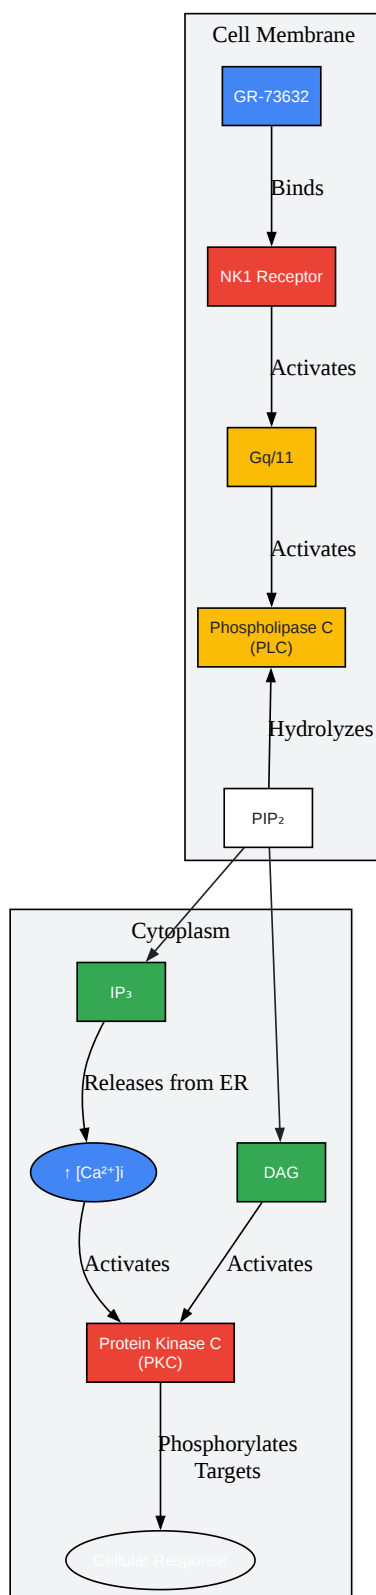 Cell Membrane
GR-73632
Binds
NK1 Receptor
Activates
Gq/11
Activates
Phospholipase C
(PLC)
Hydrolyzes
PIP₂
Cytoplasm
IP₃
Releases from ER
↑ [Ca²⁺]i
DAG
Activates
Activates
Protein Kinase C
(PKC)
Phosphorylates
Targets
Cellular Response